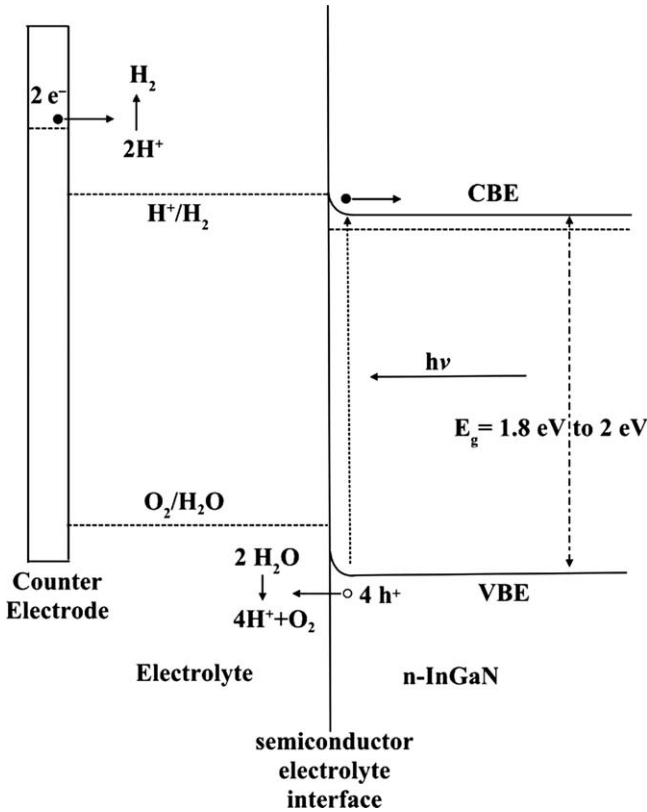 H₂
2 e⁻
2H⁺
CBE
H⁺/H₂
hν
E_g= 1.8 eV to 2 eV
O₂/H₂O
2 H₂O
Counter
Electrode
4 h⁺
VBE
4H⁺+O₂
Electrolyte
n-InGaN
semiconductor
electrolyte
interface